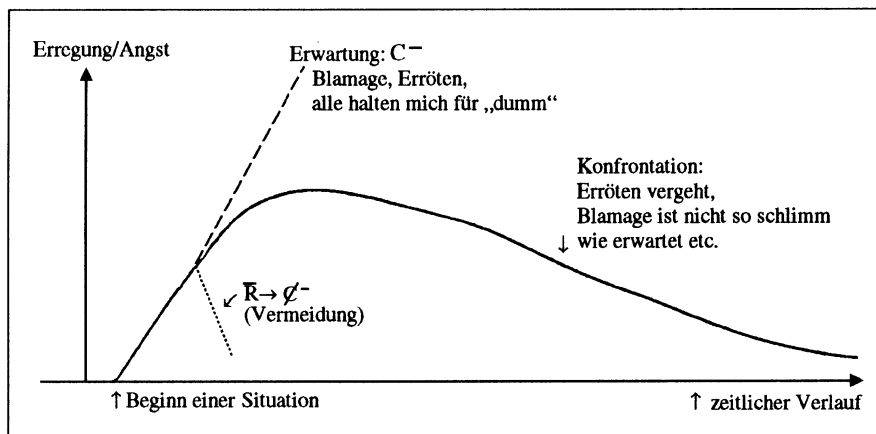 Erregung/Angst
Erwartung: C⁻
Blamage, Erröten,
alle halten mich für „dumm“
Konfrontation:
Erröten vergeht,
Blamage ist nicht so schlimm
↓ wie erwartet etc.
↙ R̅ → C̸⁻
(Vermeidung)
↑ Beginn einer Situation
↑ zeitlicher Verlauf